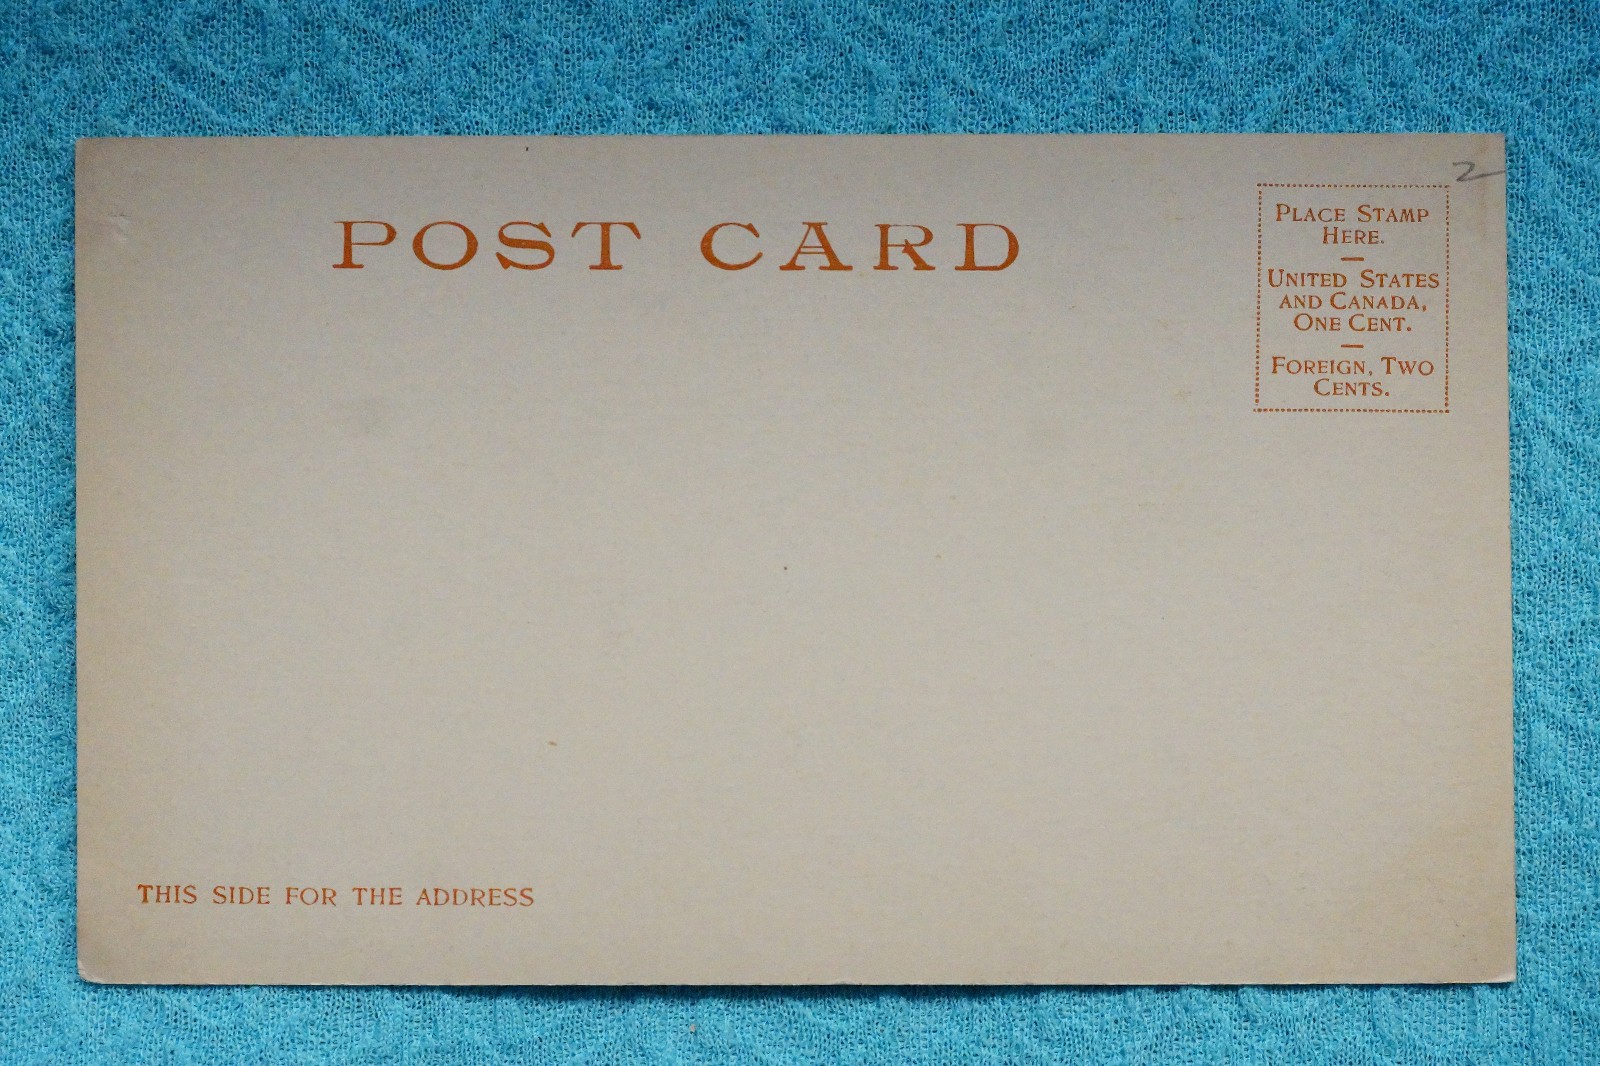 2
POST CARD
PLACE STAMP
HERE.
UNITED STATES
AND CANADA,
ONE CENT.
FOREIGN, TWO
CENTS.
THIS SIDE FOR THE ADDRESS